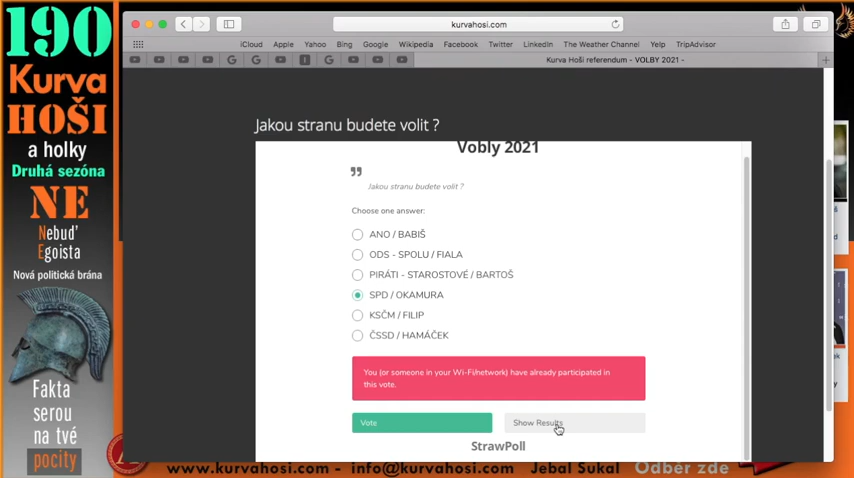 190
Kurva
HOŠI
a holky
Druhá sezóna
NE
Nebuď
Egoista
Nová politická brána
Fakta
serou
na tvé
pocity
kurvahosi.com
iCloud Apple Yahoo Bing Google Wikipedia Facebook Twitter LinkedIn The Weather Channel Yelp TripAdvisor
Kurva Hoši referendum - VOLBY 2021 -
Jakou stranu budete volit ?
Vobly 2021
Jakou stranu budete volit ?
Choose one answer:
ANO / BABIŠ
ODS - SPOLU / FIALA
PIRÁTI - STAROSTOVÉ / BARTOŠ
SPD / OKAMURA
KSČM / FILIP
ČSSD / HAMÁČEK
You (or someone in your Wi-Fi/network) have already participated in
this vote.
Vote
Show Results
StrawPoll
www.kurvahosi.com - info@kurvahosi.com Jebal Sukal Odběr zde